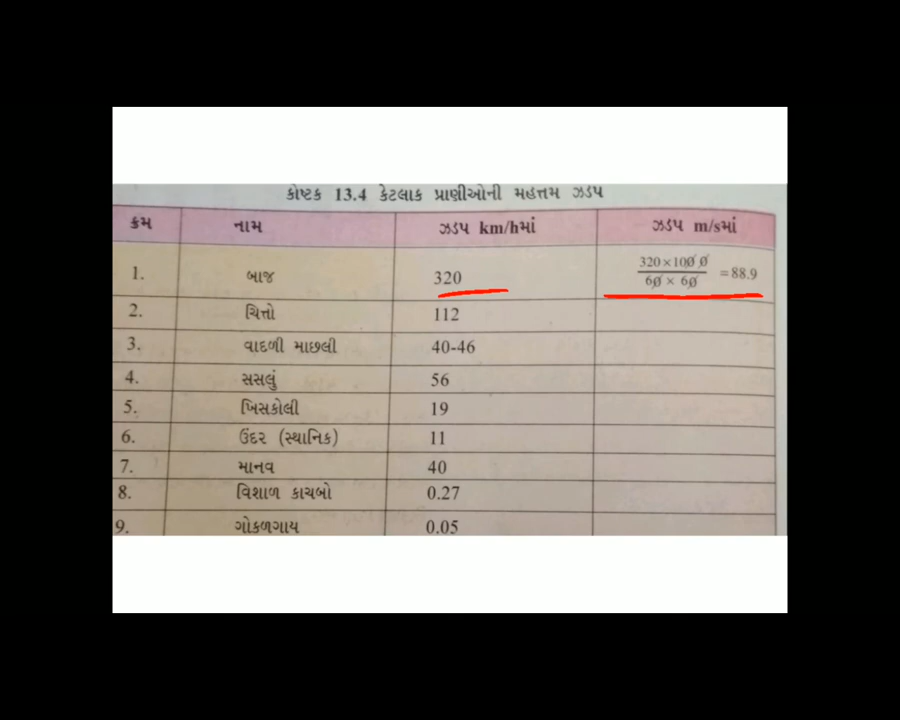 કોષ્ટક 13.4 કેટલાક પ્રાણીઓની મહત્તમ ઝડપ
ક્રમ નામ ઝડપ km/hમાં ઝડપ m/sમાં
1. બાજ 320 320 × 1000 / 60 × 60 = 88.9
2. ચિત્તો 112
3. વાદળી માછલી 40-46
4. સસલું 56
5. ખિસકોલી 19
6. ઉંદર (સ્થાનિક) 11
7. માનવ 40
8. વિશાળ કાચબો 0.27
9. ગોકળગાય 0.05